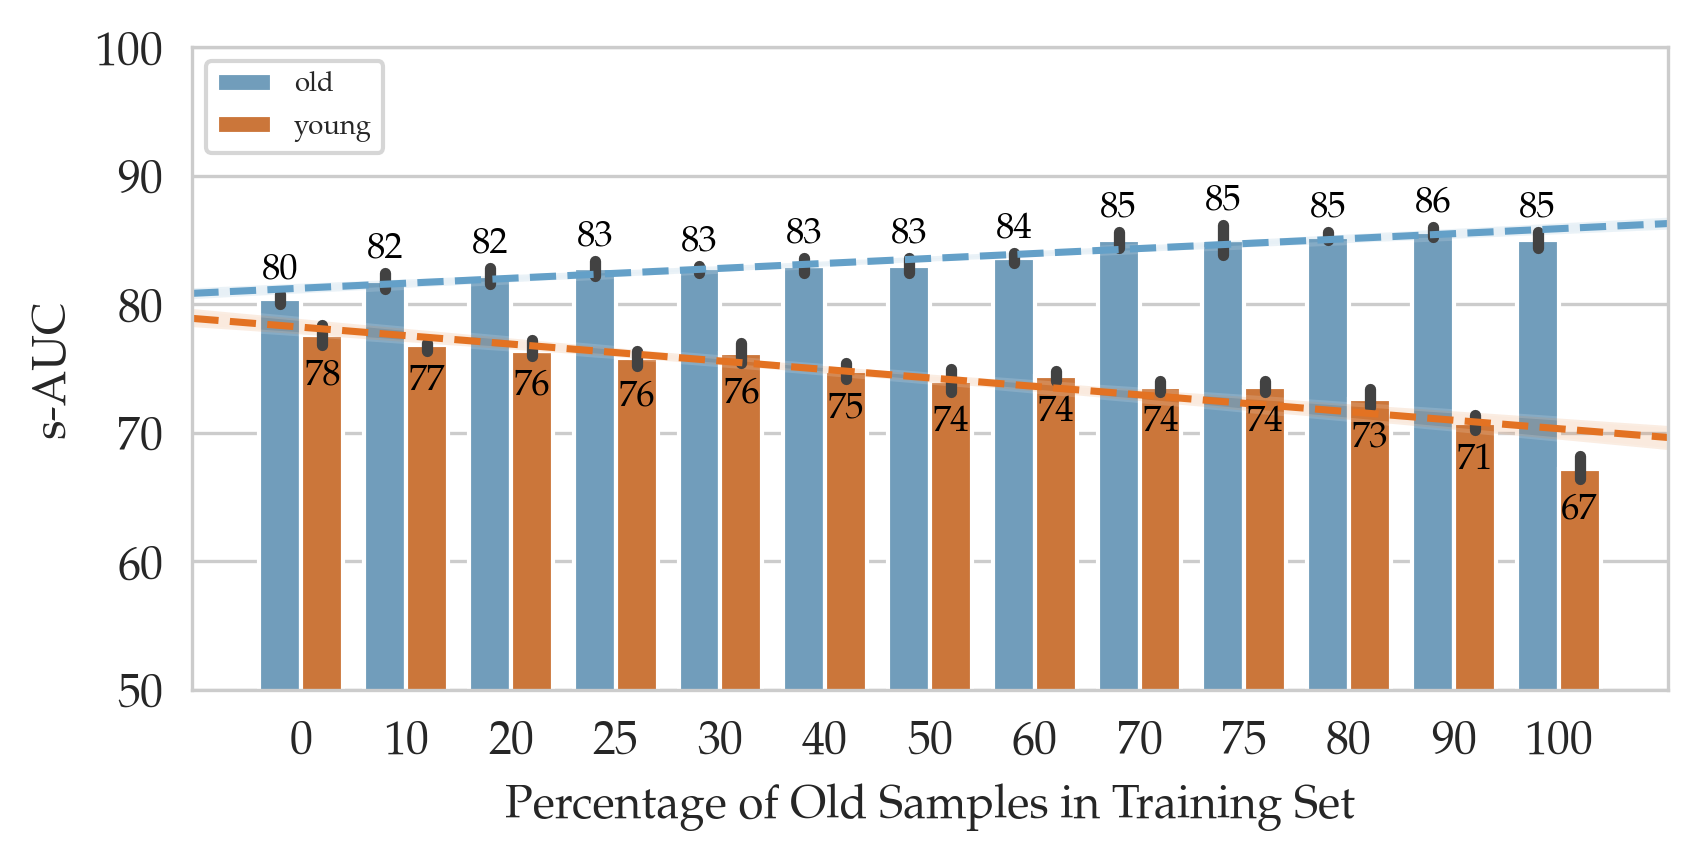 100
90
80
70
60
50
s-AUC
old
young
80 82 82 83 83 83 83 84 85 85 85 86 85
78 77 76 76 76 75 74 74 74 74 73 71 67
0 10 20 25 30 40 50 60 70 75 80 90 100
Percentage of Old Samples in Training Set